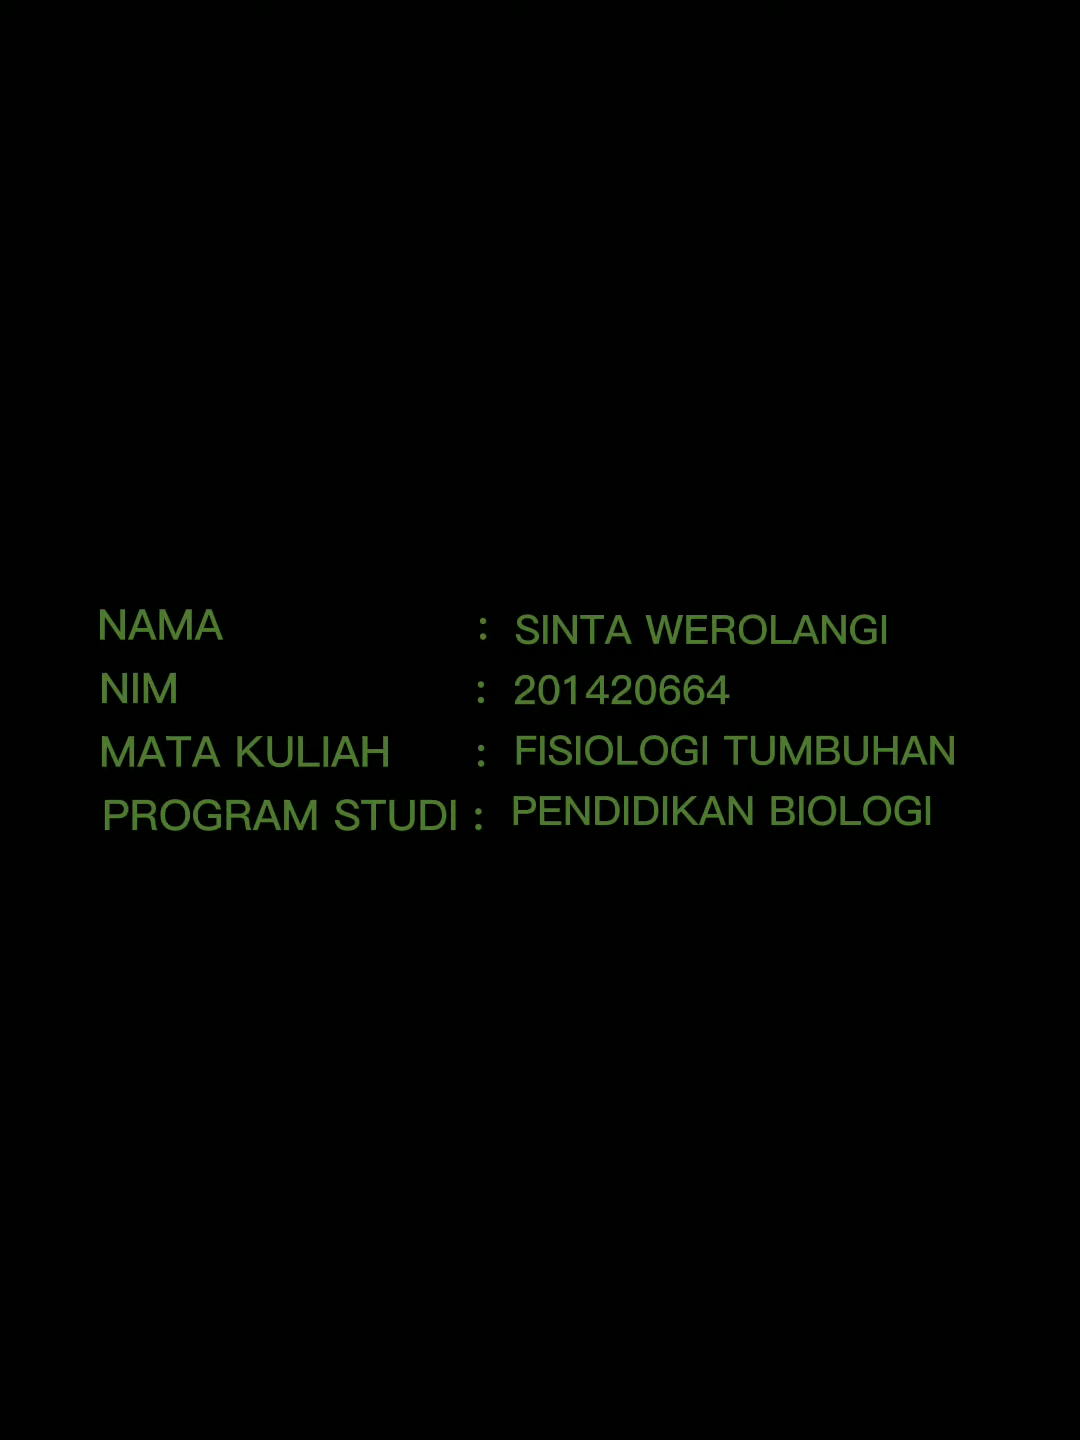 NAMA : SINTA WEROLANGI
NIM : 201420664
MATA KULIAH : FISIOLOGI TUMBUHAN
PROGRAM STUDI : PENDIDIKAN BIOLOGI